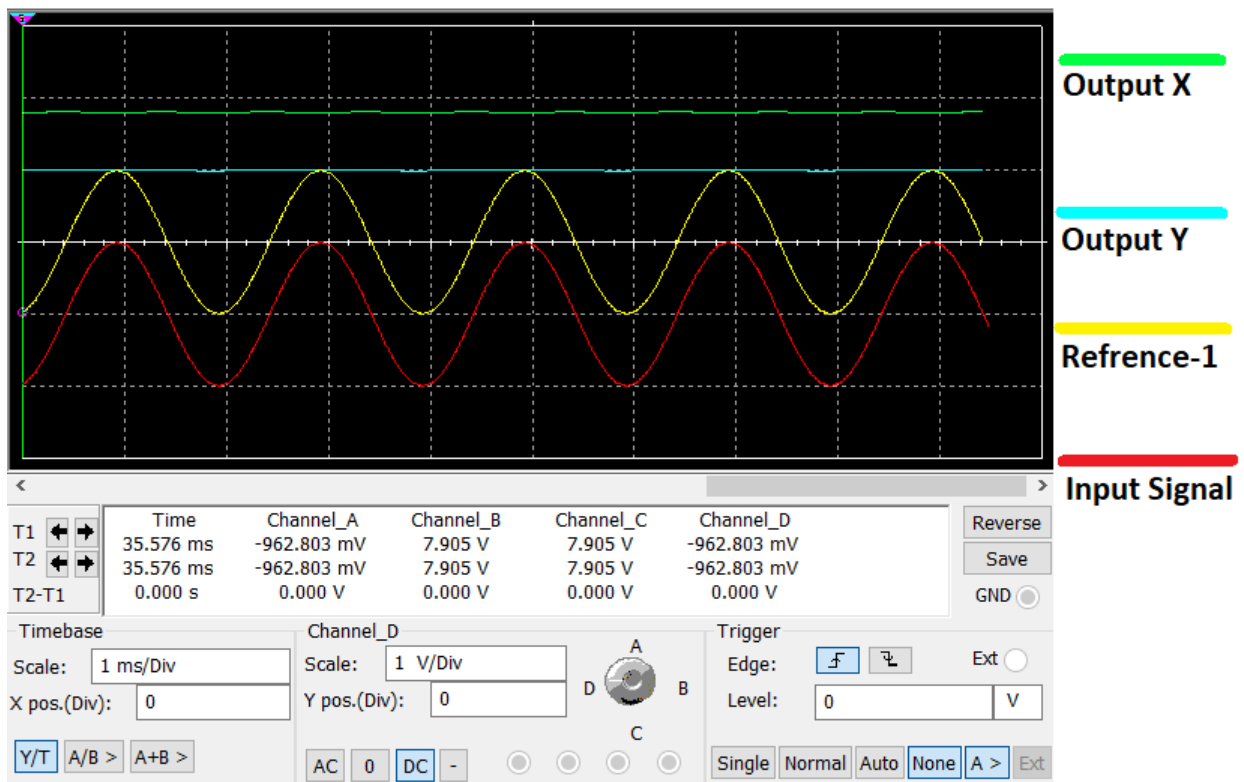 Output X
Output Y
Refrence-1
Input Signal
Time Channel_A Channel_B Channel_C Channel_D
T1 35.576 ms -962.803 mV 7.905 V 7.905 V -962.803 mV
T2 35.576 ms -962.803 mV 7.905 V 7.905 V -962.803 mV
T2-T1 0.000 s 0.000 V 0.000 V 0.000 V 0.000 V
Reverse
Save
GND
Timebase
Scale: 1 ms/Div
X pos.(Div): 0
Y/T A/B > A+B >
Channel_D
Scale: 1 V/Div
Y pos.(Div): 0
AC 0 DC -
A
D B
C
Trigger
Edge: Ext
Level: 0 V
Single Normal Auto None A > Ext